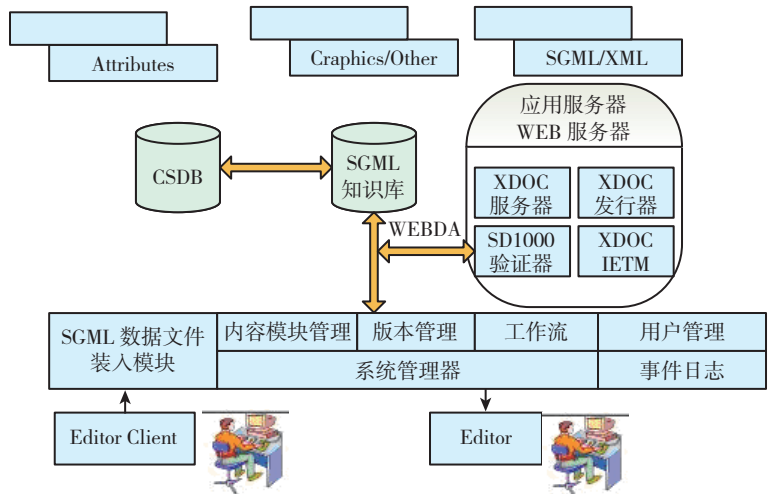 Attributes
Craphics/Other
SGML/XML
应用服务器
WEB 服务器
CSDB
SGML
知识库
XDOC
服务器
XDOC
发行器
WEBDA
SD1000
验证器
XDOC
IETM
SGML 数据文件
装入模块
内容模块管理
版本管理
工作流
用户管理
系统管理器
事件日志
Editor Client
Editor